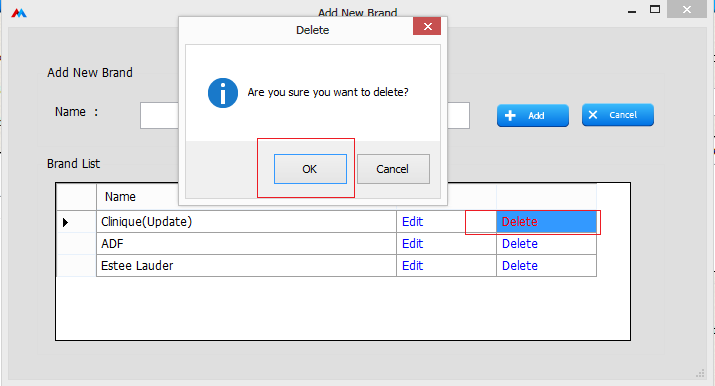 Add New Brand
Delete
Add New Brand
Are you sure you want to delete?
Name :
Add
Cancel
OK
Cancel
Brand List
Name
Clinique(Update) Edit Delete
ADF Edit Delete
Estee Lauder Edit Delete